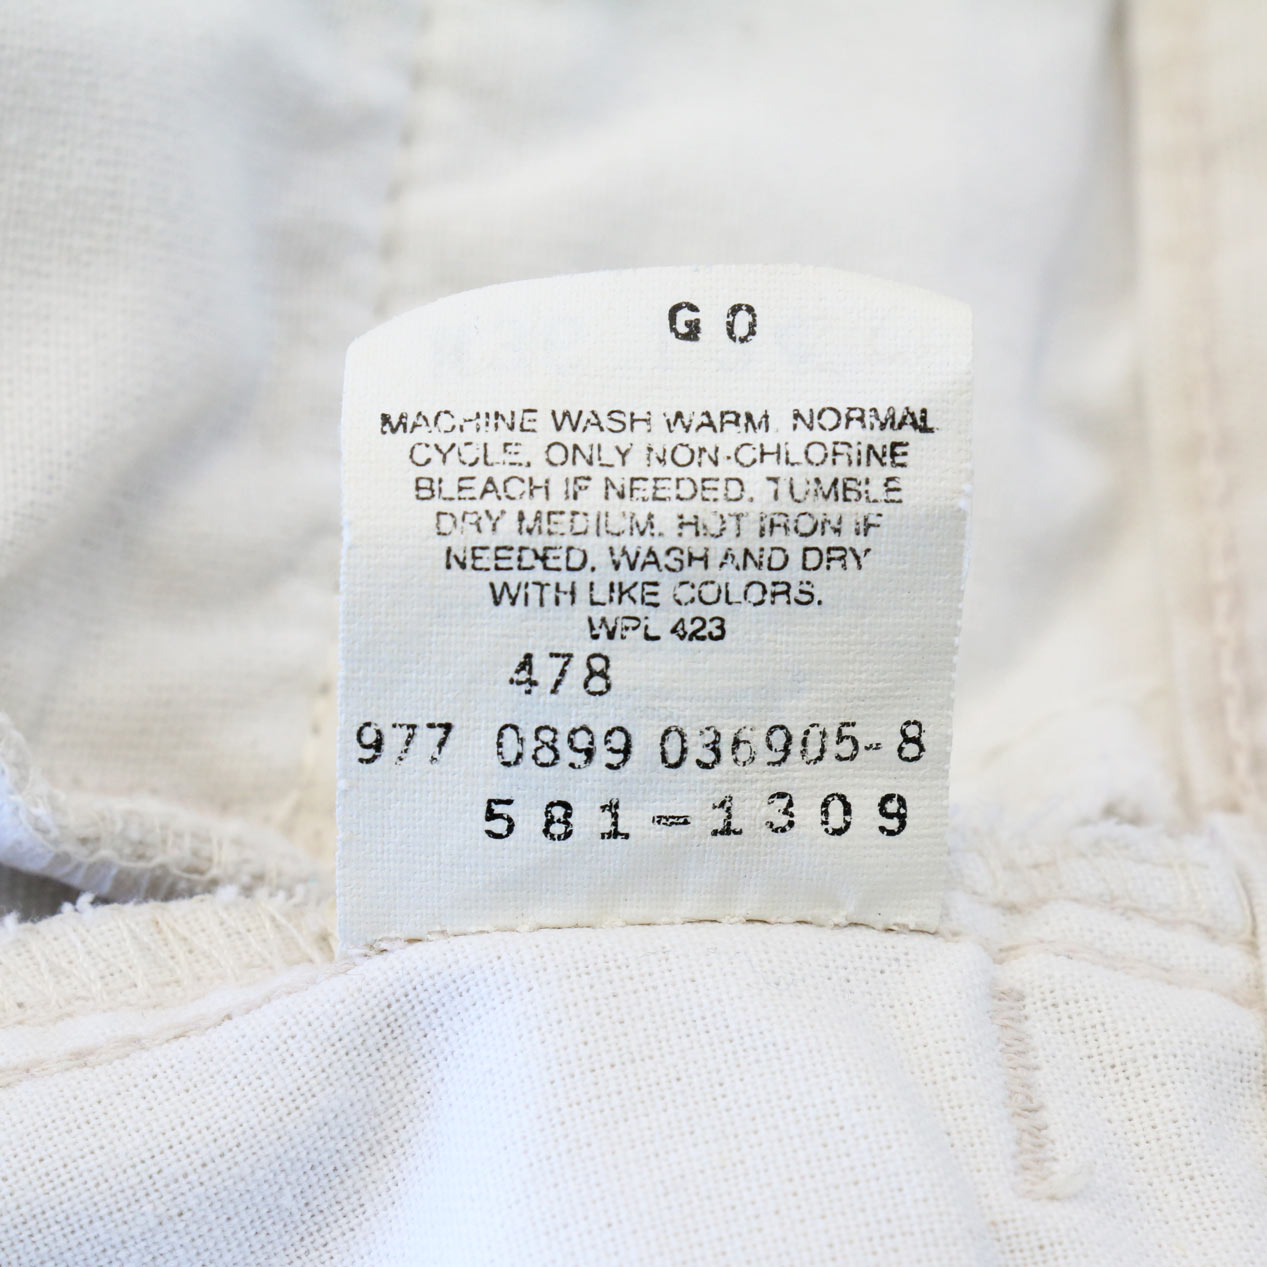 G 0
MACHINE WASH WARM, NORMAL
CYCLE, ONLY NON-CHLORINE
BLEACH IF NEEDED. TUMBLE
DRY MEDIUM. HOT IRON IF
NEEDED. WASH AND DRY
WITH LIKE COLORS.
WPL 423
478
977 0899 036905-8
581-1309